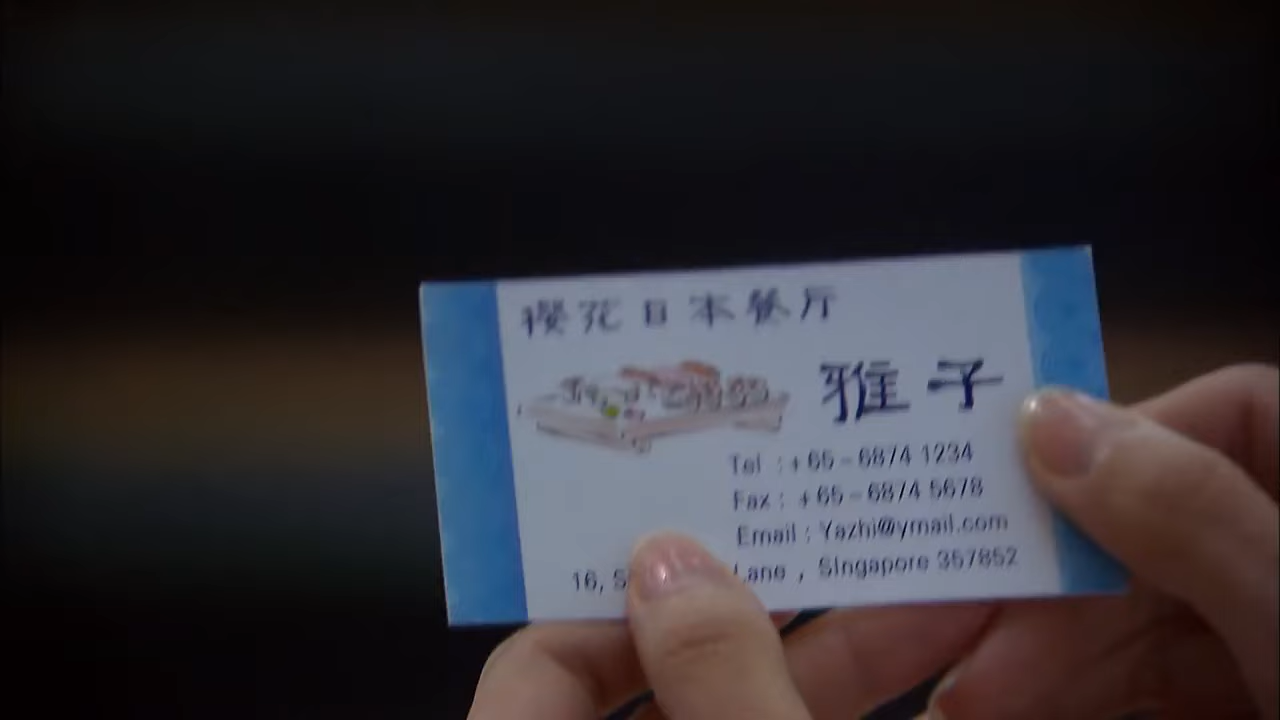 樱花日本餐厅
雅子
Tel : +65-6874 1234
Fax : +65-6874 5678
Email : Yazhi@ymail.com
16, Lane , Singapore 357852